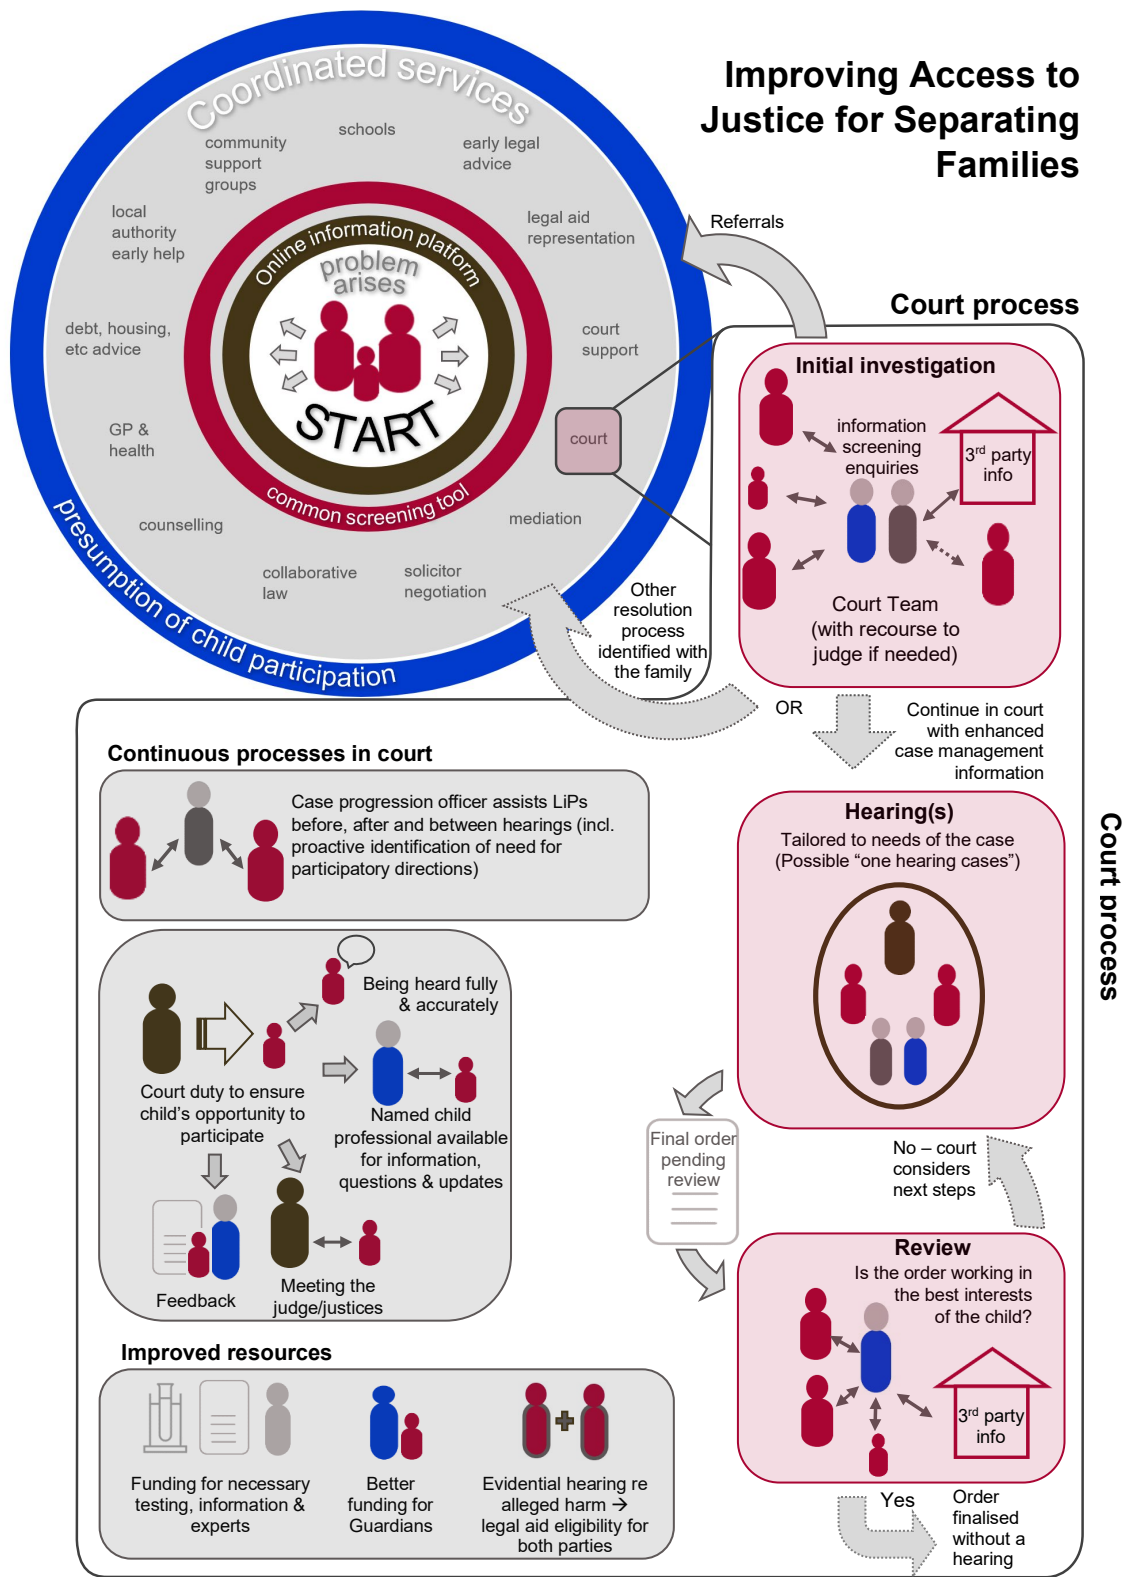 Improving Access to
Justice for Separating
Families
Coordinated services
schools
community
support
groups
early legal
advice
local
authority
early help
legal aid
representation
Online information platform
problem
arises
START
debt, housing,
etc advice
court
support
GP &
health
court
common screening tool
counselling
mediation
collaborative
law
solicitor
negotiation
presumption of child participation
Referrals
Court process
Initial investigation
information
screening
enquiries
3rd party
info
Court Team
(with recourse to
judge if needed)
Other
resolution
process
identified with
the family
OR
Continue in court
with enhanced
case management
information
Court process
Hearing(s)
Tailored to needs of the case
(Possible “one hearing cases”)
Final order
pending
review
No – court
considers
next steps
Review
Is the order working in
the best interests
of the child?
3rd party
info
Yes
Order
finalised
without a
hearing
Continuous processes in court
Case progression officer assists LiPs
before, after and between hearings (incl.
proactive identification of need for
participatory directions)
Being heard fully
& accurately
Court duty to ensure
child’s opportunity to
participate
Named child
professional available
for information,
questions & updates
Feedback
Meeting the
judge/justices
Improved resources
Funding for necessary
testing, information &
experts
Better
funding for
Guardians
Evidential hearing re
alleged harm →
legal aid eligibility for
both parties